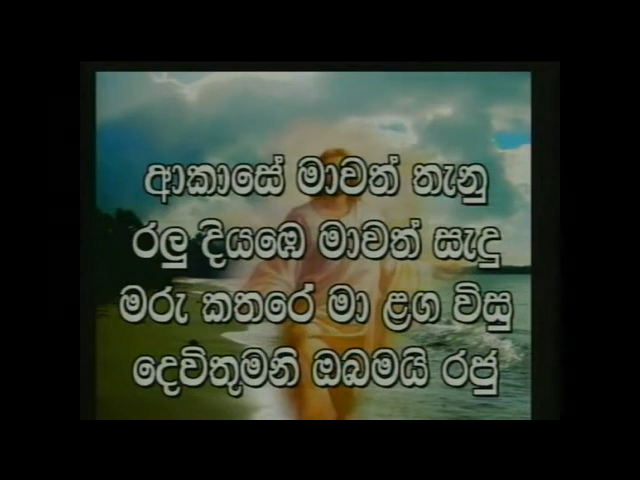 ආකාසේ මාවත් තැනු
රලු දියඹෙ මාවත් සැදු
මරු කතරේ මා ළග විසු
දෙවිතුමනි ඔබමයි රජු